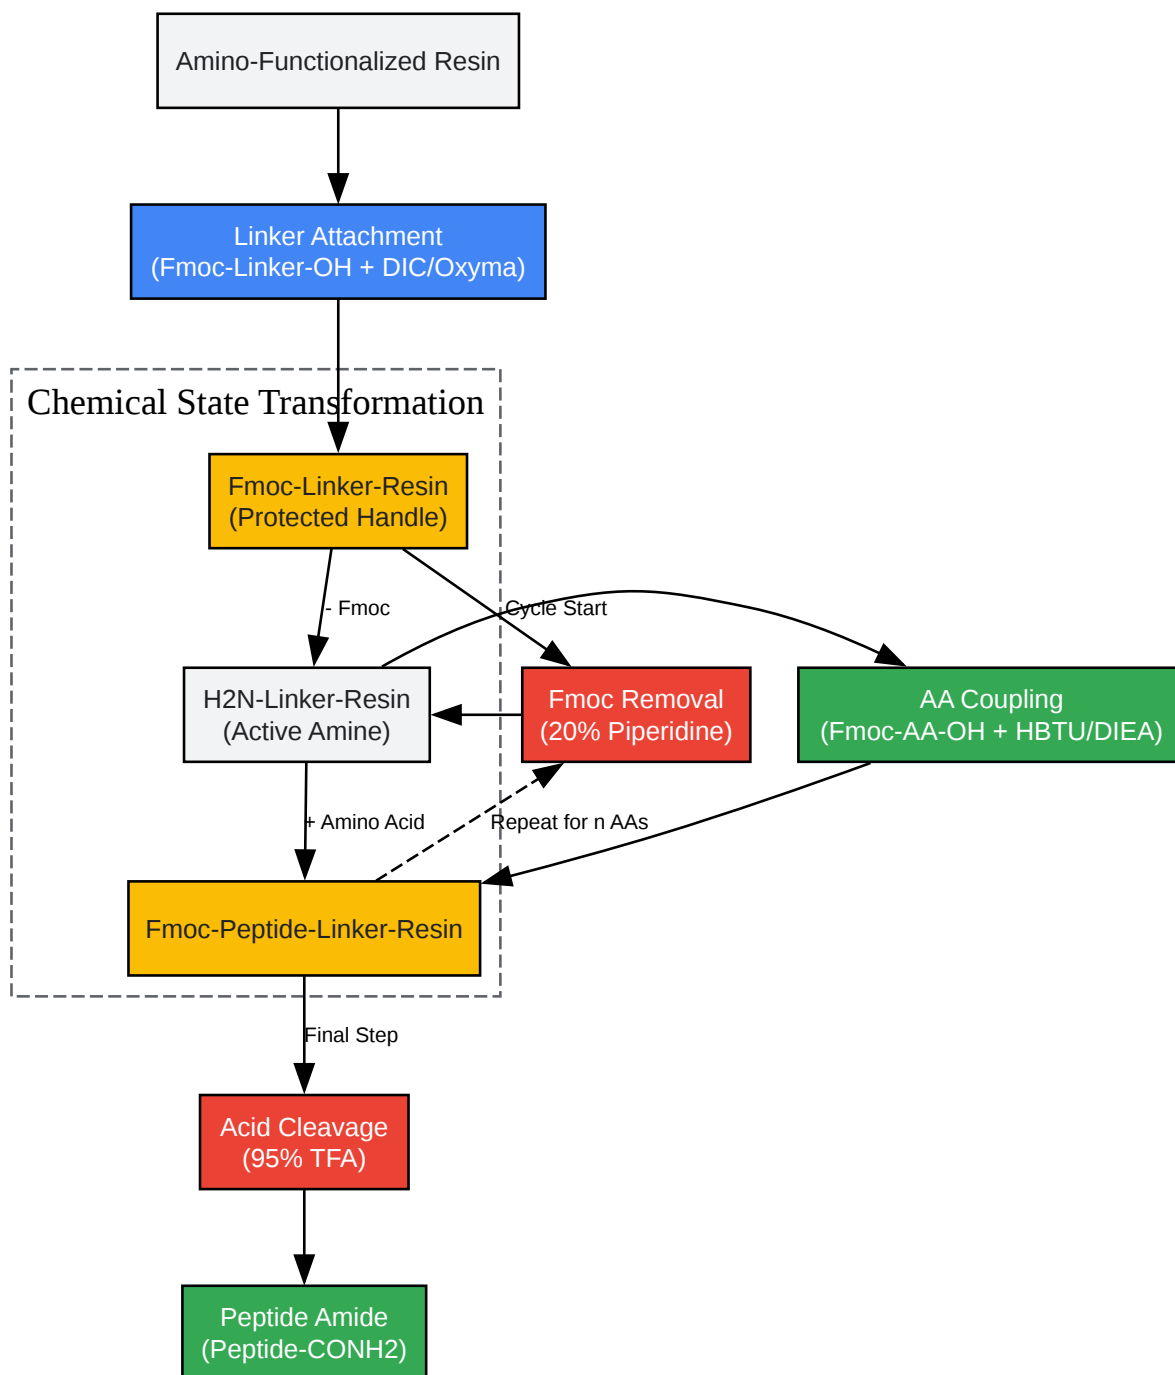 Amino-Functionalized Resin
Linker Attachment
(Fmoc-Linker-OH + DIC/Oxyma)
Chemical State Transformation
Fmoc-Linker-Resin
(Protected Handle)
- Fmoc
Cycle Start
H2N-Linker-Resin
(Active Amine)
Fmoc Removal
(20% Piperidine)
AA Coupling
(Fmoc-AA-OH + HBTU/DIEA)
+ Amino Acid
Repeat for n AAs
Fmoc-Peptide-Linker-Resin
Final Step
Acid Cleavage
(95% TFA)
Peptide Amide
(Peptide-CONH2)